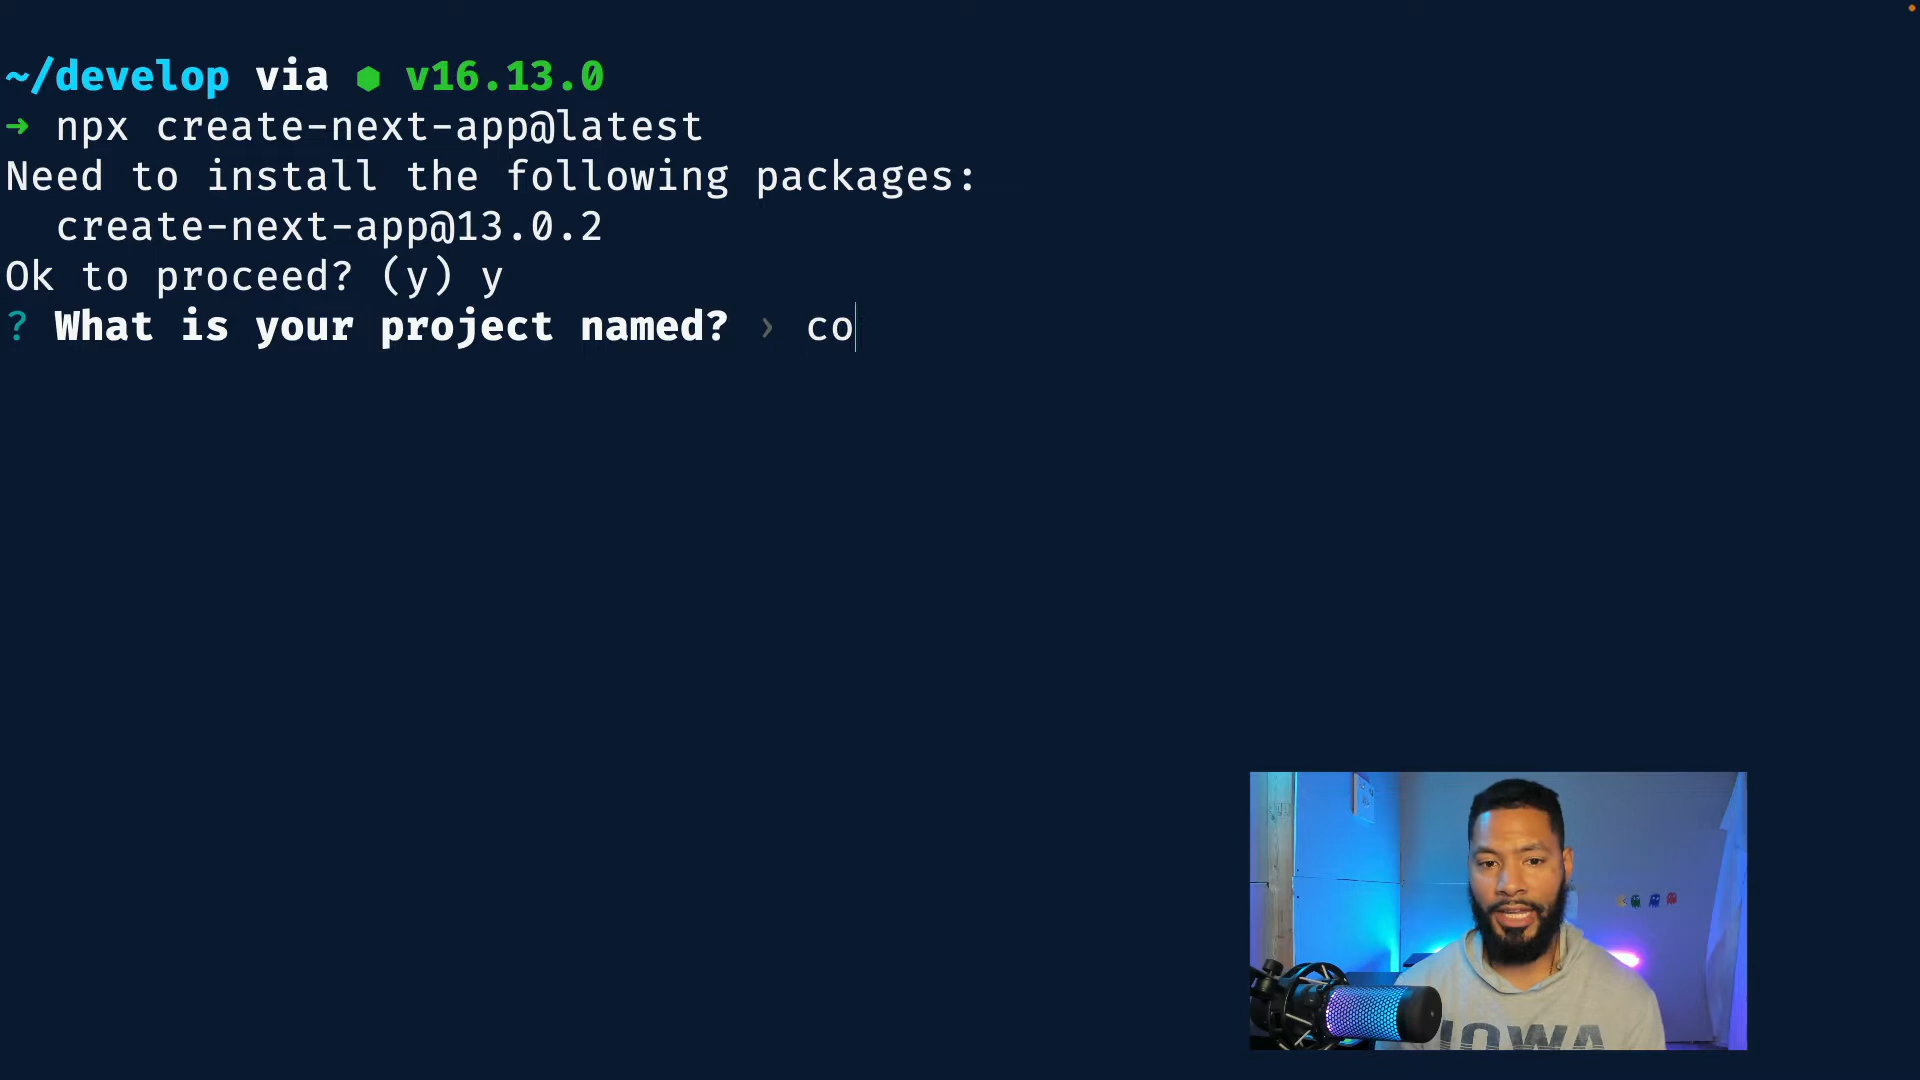 ~/develop via ⬢ v16.13.0
➜ npx create-next-app@latest
Need to install the following packages:
  create-next-app@13.0.2
Ok to proceed? (y) y
? What is your project named? › co
IOWA